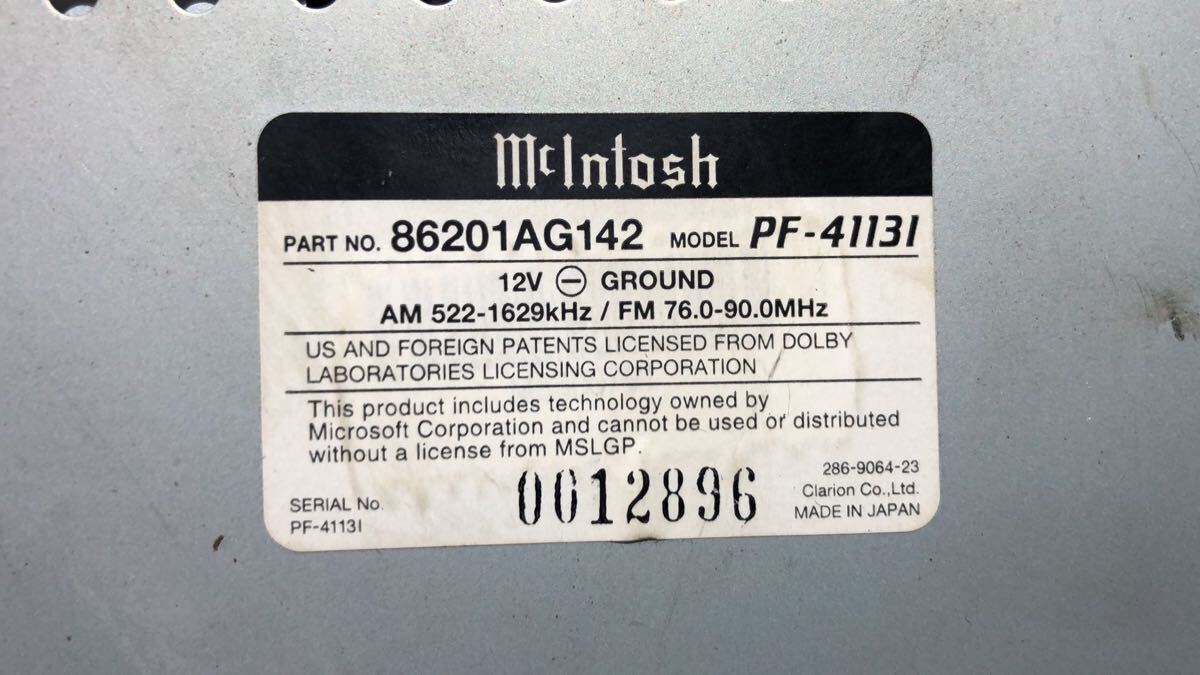 McIntosh
PART NO. 86201AG142 MODEL PF-4113I
12V ⊖ GROUND
AM 522-1629kHz / FM 76.0-90.0MHz
US AND FOREIGN PATENTS LICENSED FROM DOLBY
LABORATORIES LICENSING CORPORATION
This product includes technology owned by
Microsoft Corporation and cannot be used or distributed
without a license from MSLGP.
SERIAL No.
PF-4113I
0012896
286-9064-23
Clarion Co.,Ltd.
MADE IN JAPAN